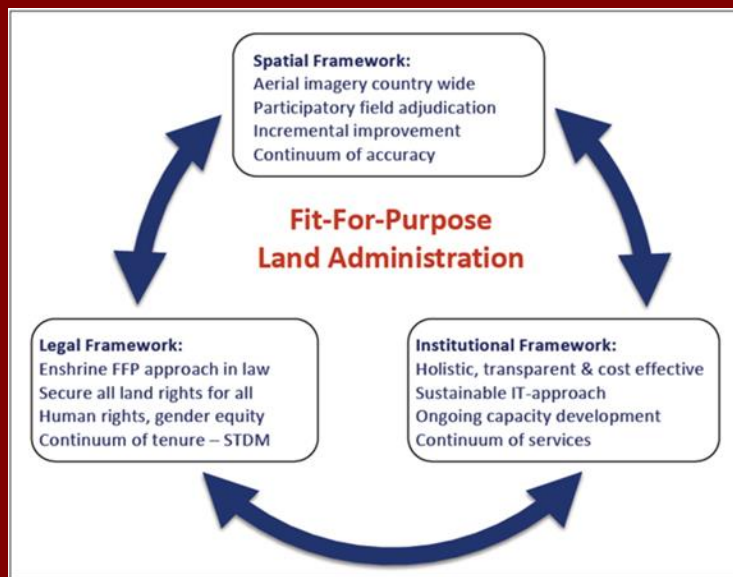 Spatial Framework:
Aerial imagery country wide
Participatory field adjudication
Incremental improvement
Continuum of accuracy
Fit-For-Purpose
Land Administration
Legal Framework:
Enshrine FFP approach in law
Secure all land rights for all
Human rights, gender equity
Continuum of tenure – STDM
Institutional Framework:
Holistic, transparent & cost effective
Sustainable IT-approach
Ongoing capacity development
Continuum of services